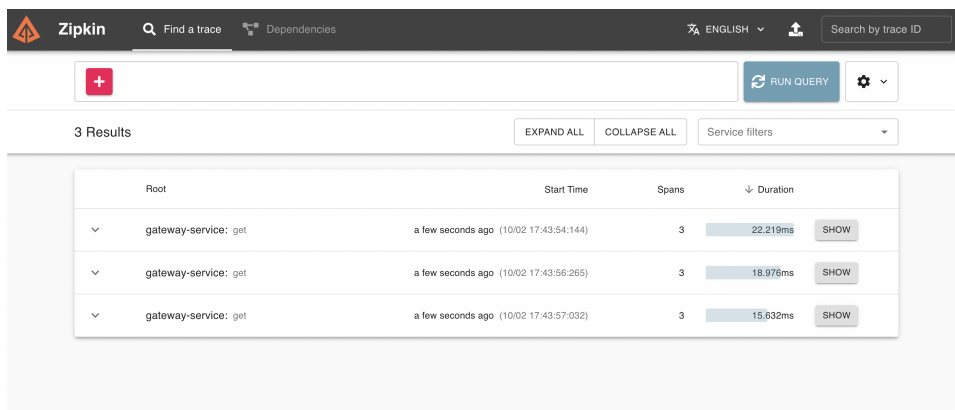 Zipkin Find a trace Dependencies ENGLISH Search by trace ID
RUN QUERY
3 Results EXPAND ALL COLLAPSE ALL Service filters
Root Start Time Spans Duration
gateway-service: get a few seconds ago (10/02 17:43:54:144) 3 22.219ms SHOW
gateway-service: get a few seconds ago (10/02 17:43:56:265) 3 18.976ms SHOW
gateway-service: get a few seconds ago (10/02 17:43:57:032) 3 15.632ms SHOW